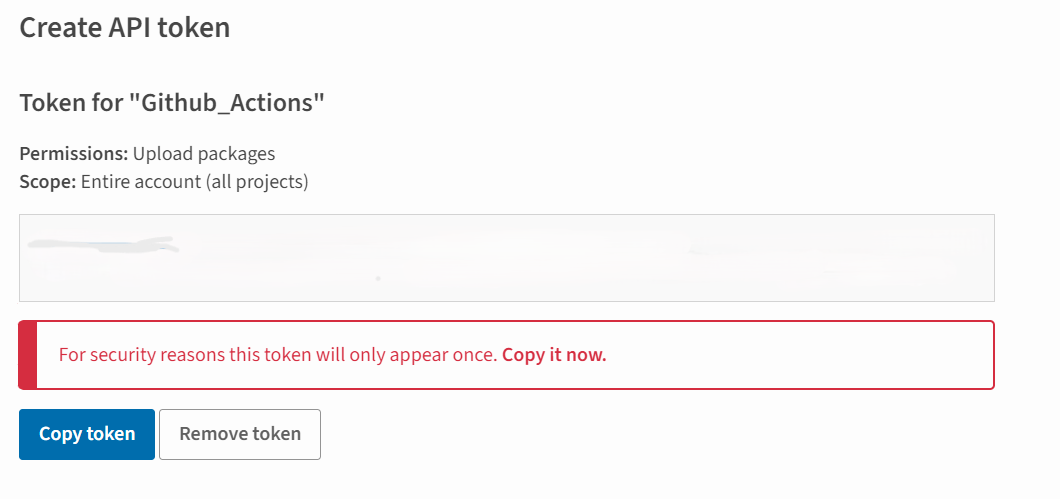 Create API token
Token for "Github_Actions"
Permissions: Upload packages
Scope: Entire account (all projects)
For security reasons this token will only appear once. Copy it now.
Copy token
Remove token